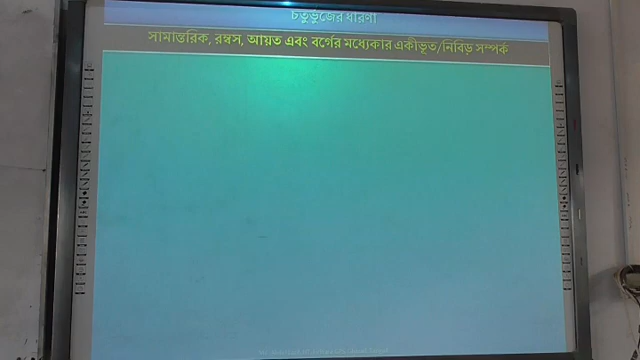 চতুর্ভুজের ধারণা
সামান্তরিক, রম্বস, আয়ত এবং বর্গের মধ্যেকার একীভূত/নিবিড় সম্পর্ক